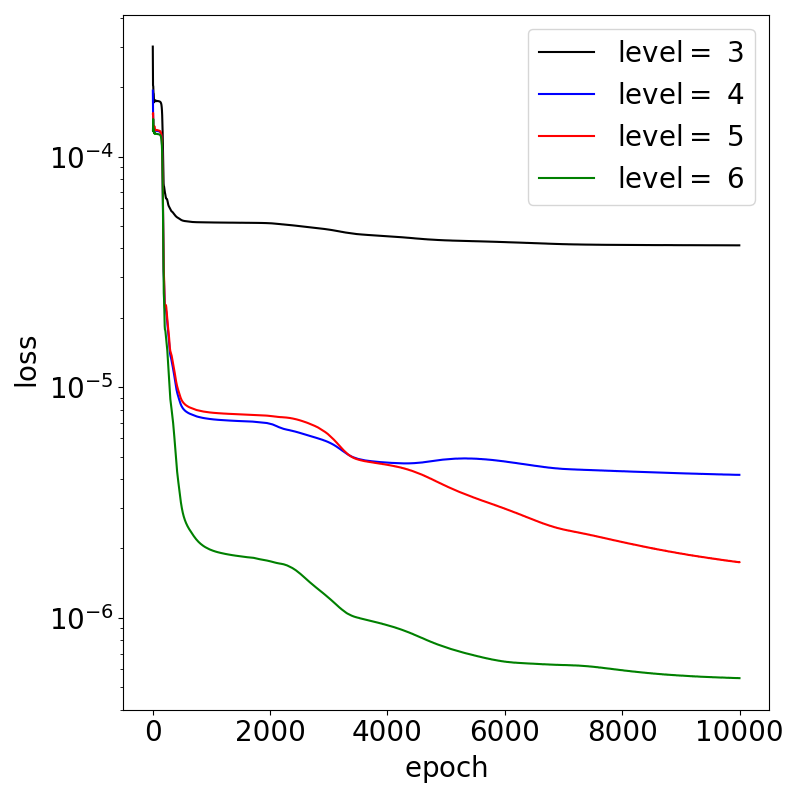 level = 3
level = 4
level = 5
level = 6
10⁻⁴
10⁻⁵
10⁻⁶
loss
0 2000 4000 6000 8000 10000
epoch